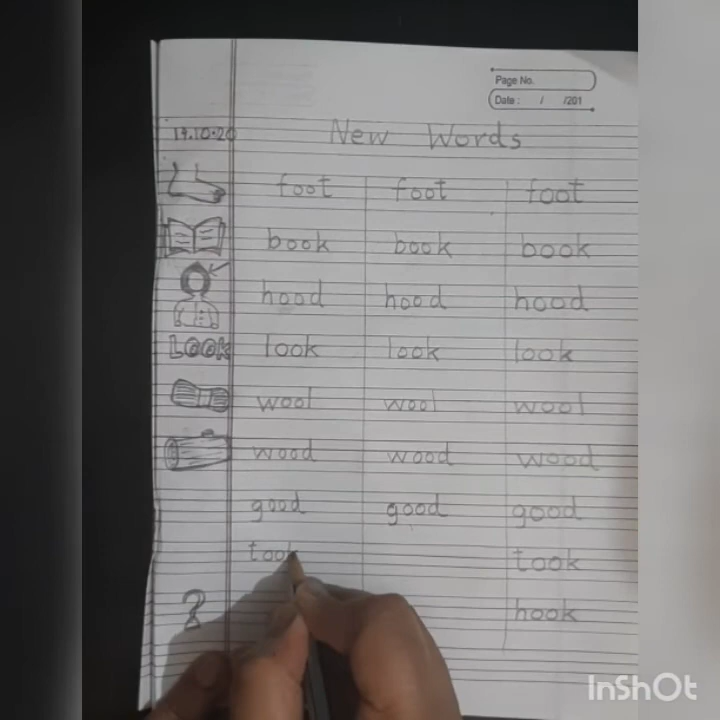 Page No.
Date : / /201
19.10.20 New Words
foot foot foot
book book book
hood hood hood
LOOK look look look
wool wool wool
wood wood wood
good good good
took took
hook
InShOt